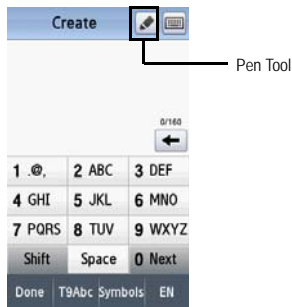 Create
Pen Tool
0/160
1 .@, 2 ABC 3 DEF
4 GHI 5 JKL 6 MNO
7 PQRS 8 TUV 9 WXYZ
Shift Space 0 Next
Done T9Abc Symbols EN